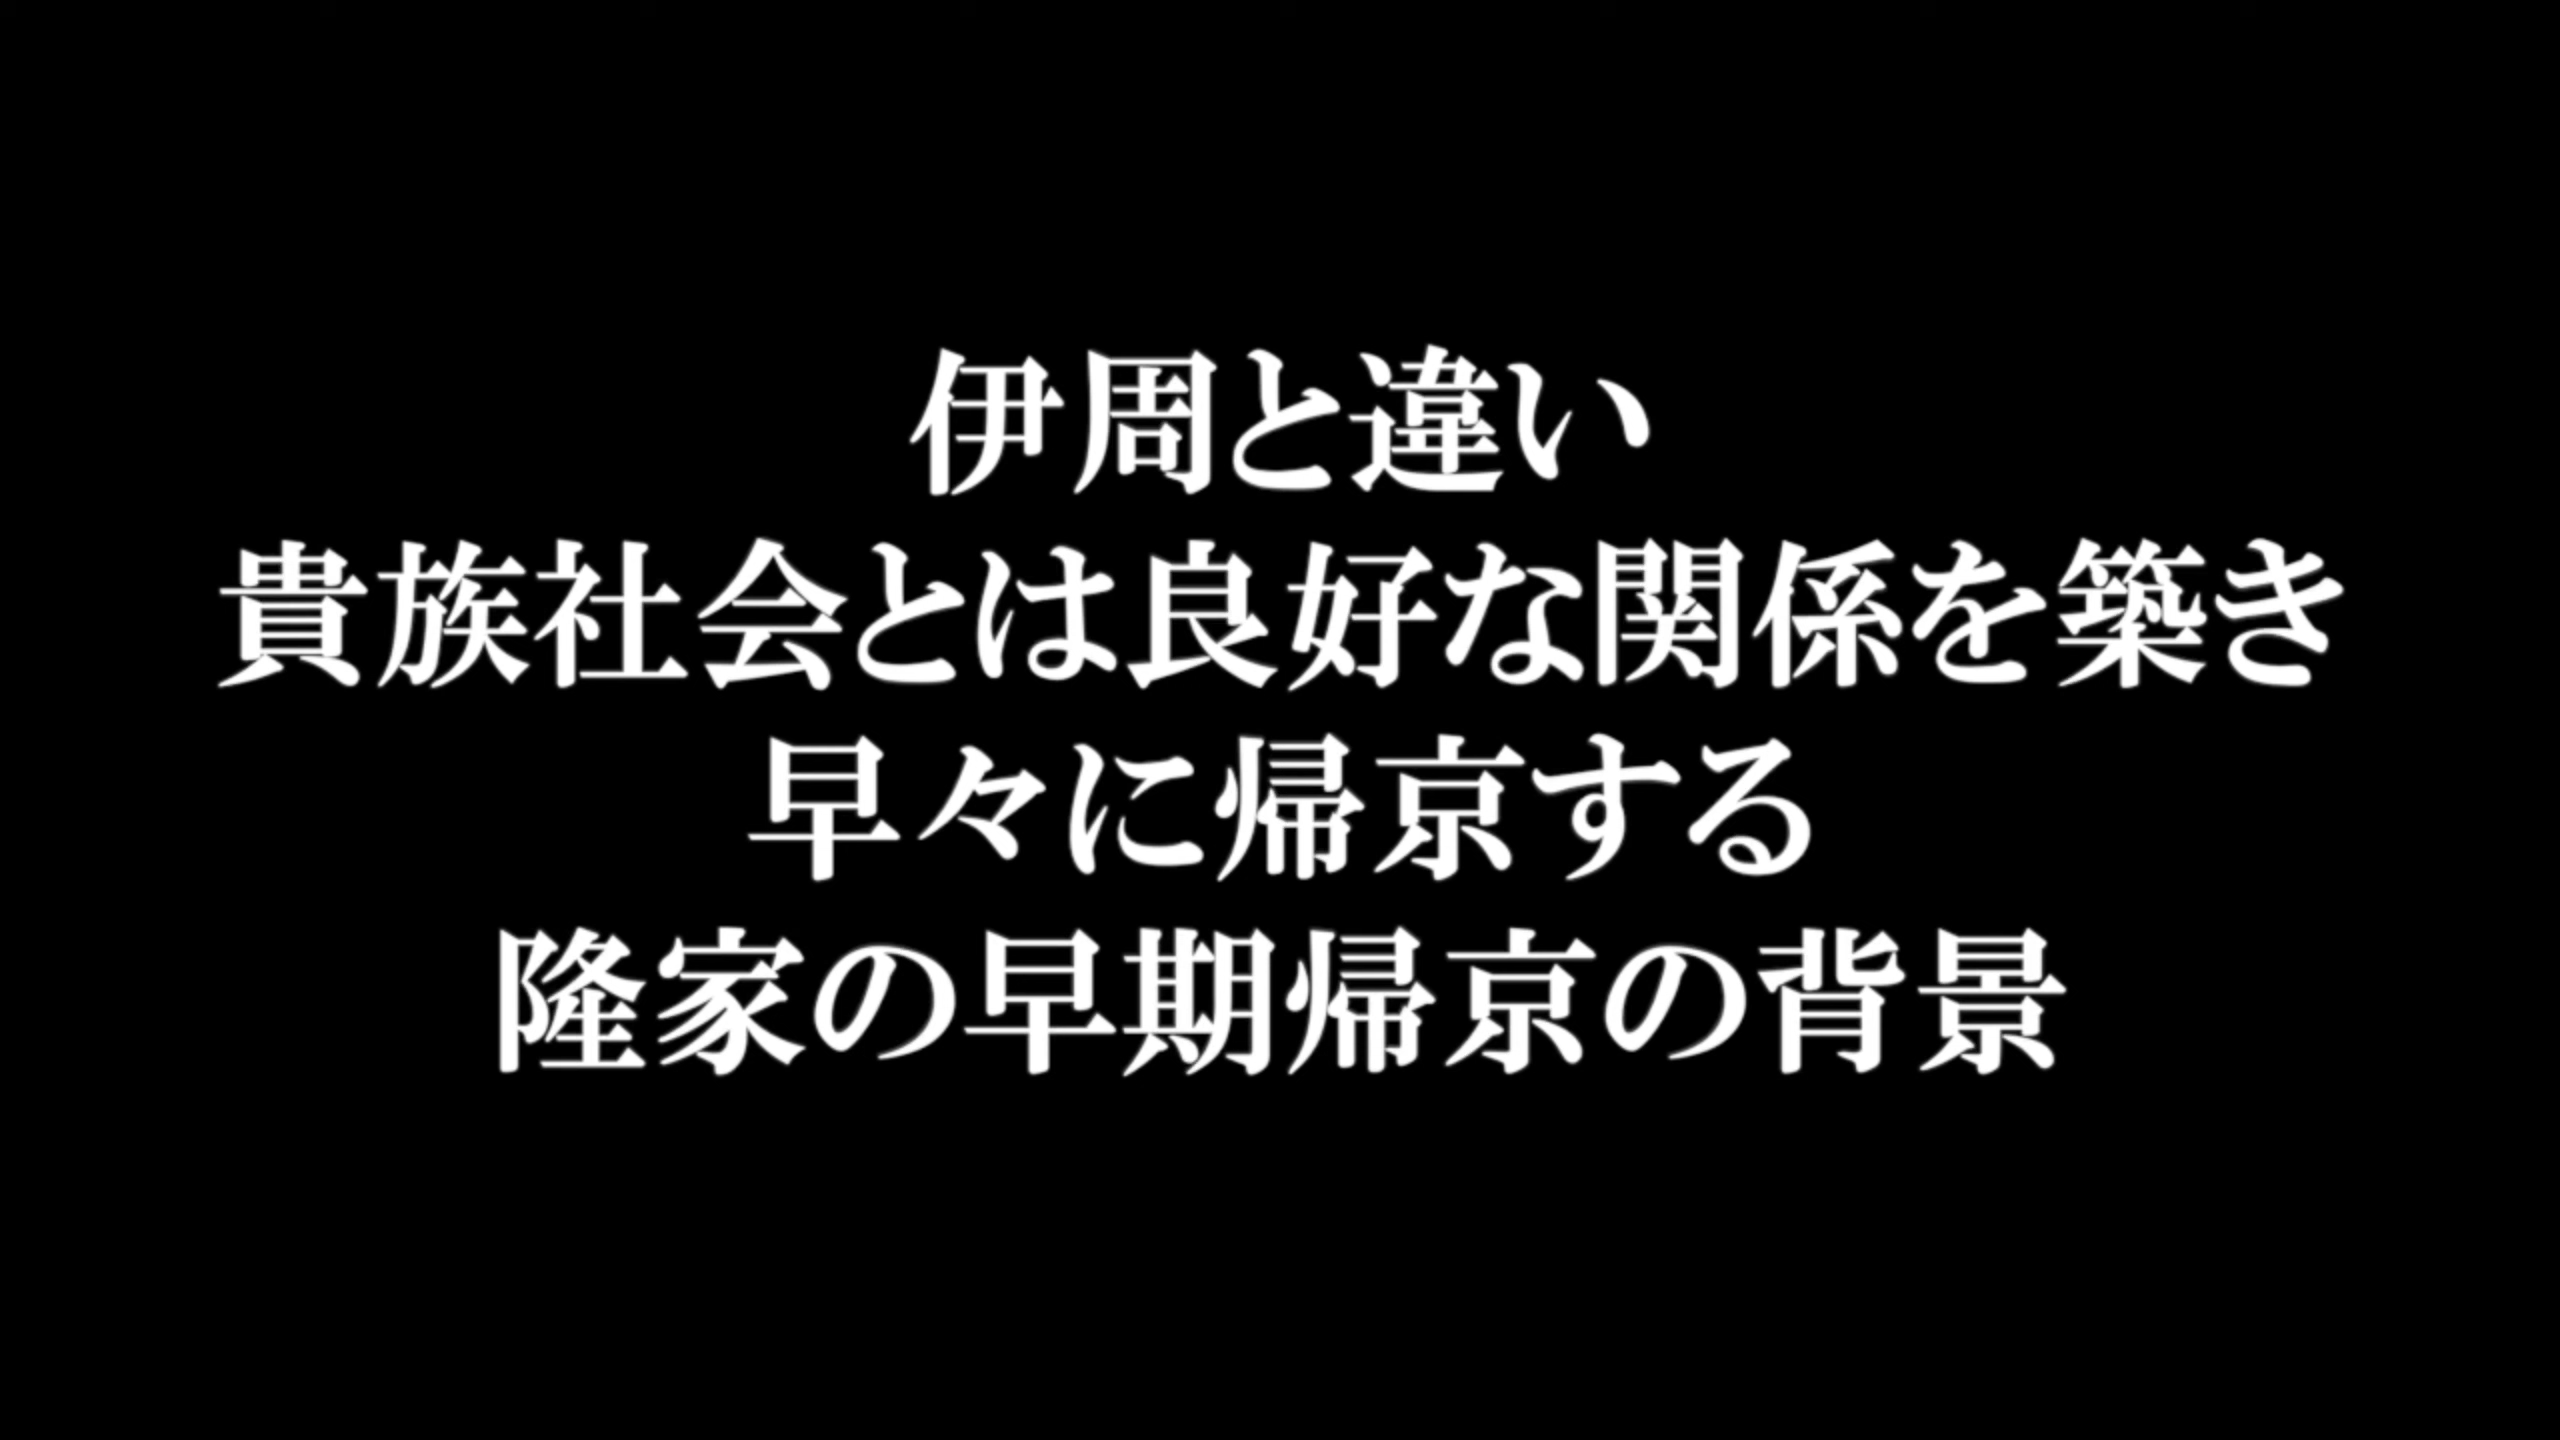 伊周と違い
貴族社会とは良好な関係を築き
早々に帰京する
隆家の早期帰京の背景